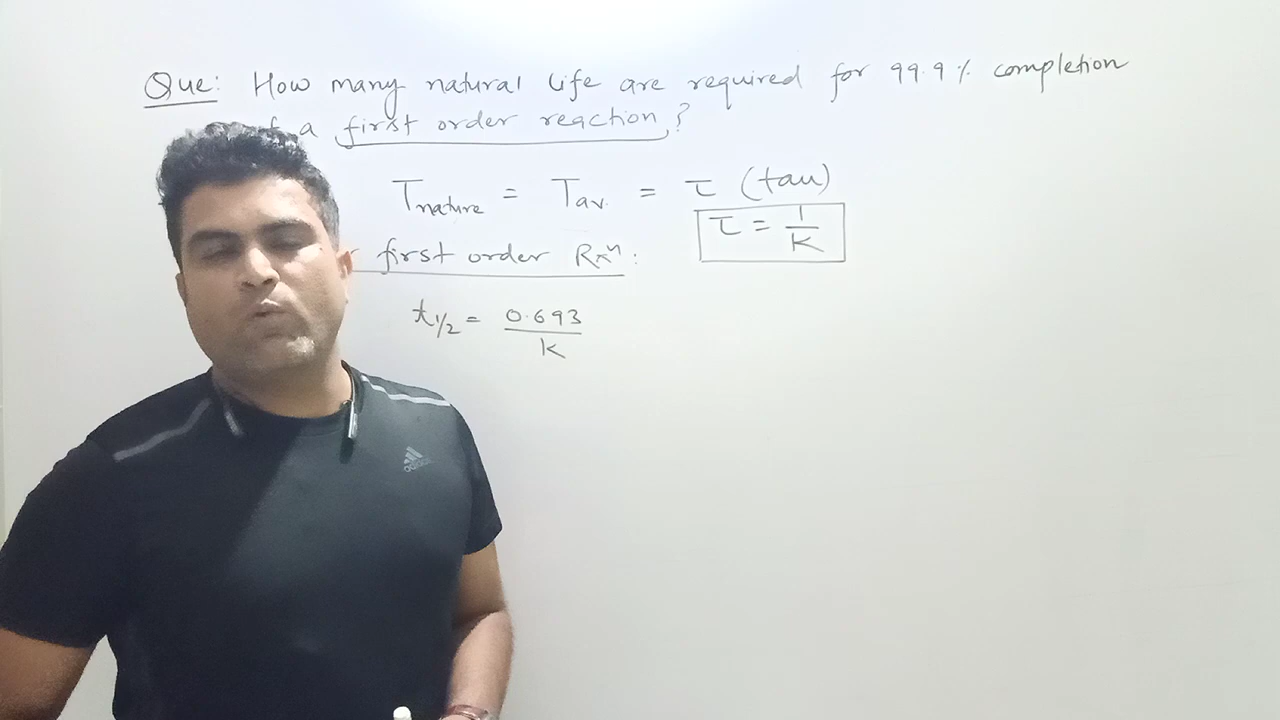 Que: How many natural life are required for 99.9% completion
a first order reaction?
Tnature = Tav. = τ (tau)
τ = 1/K
first order Rxⁿ:
t1/2 = 0.693/K
adidas